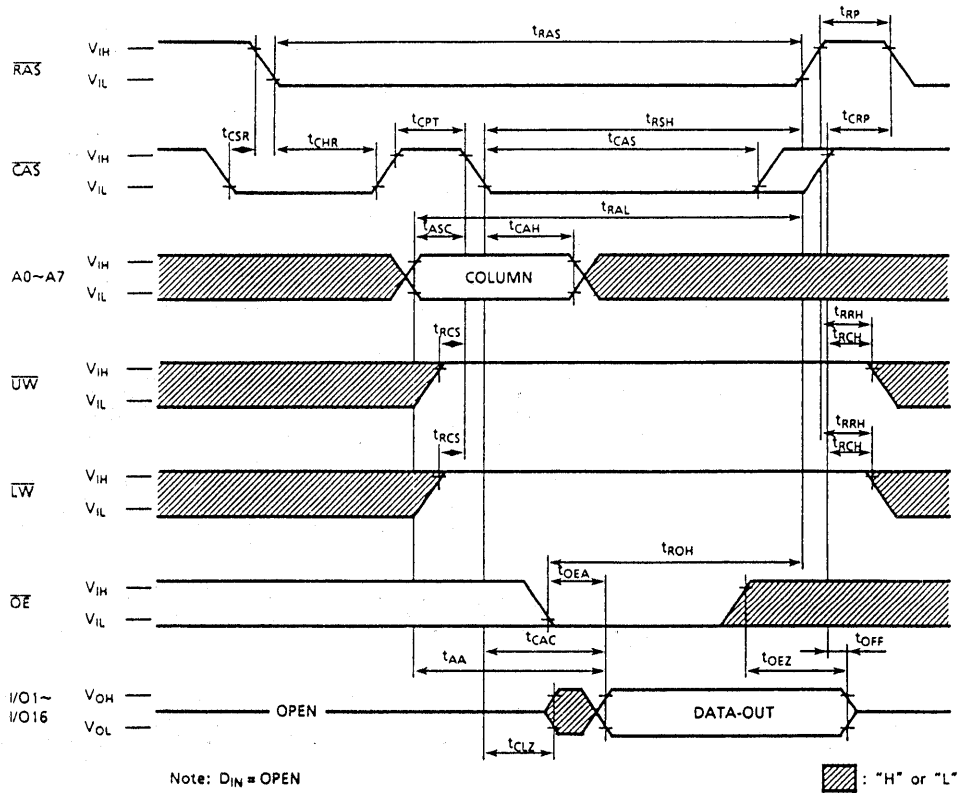 tRP
tRAS
RAS
VIH
VIL
tCSR
tCHR
tCPT
tRSH
tCAS
tCRP
CAS
VIH
VIL
tRAL
tASC
tCAH
A0~A7
VIH
VIL
COLUMN
tRCS
tRRH
tRCH
UW
VIH
VIL
tRCS
tRRH
tRCH
LW
VIH
VIL
tROH
tOEA
OE
VIH
VIL
tCAC
tAA
tOEZ
tOFF
I/O1~
I/O16
VOH
VOL
OPEN
DATA-OUT
tCLZ
Note: DIN = OPEN
: "H" or "L"